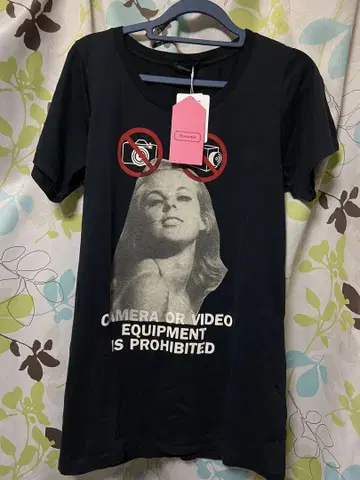 CAMERA OR VIDEO
EQUIPMENT
IS PROHIBITED